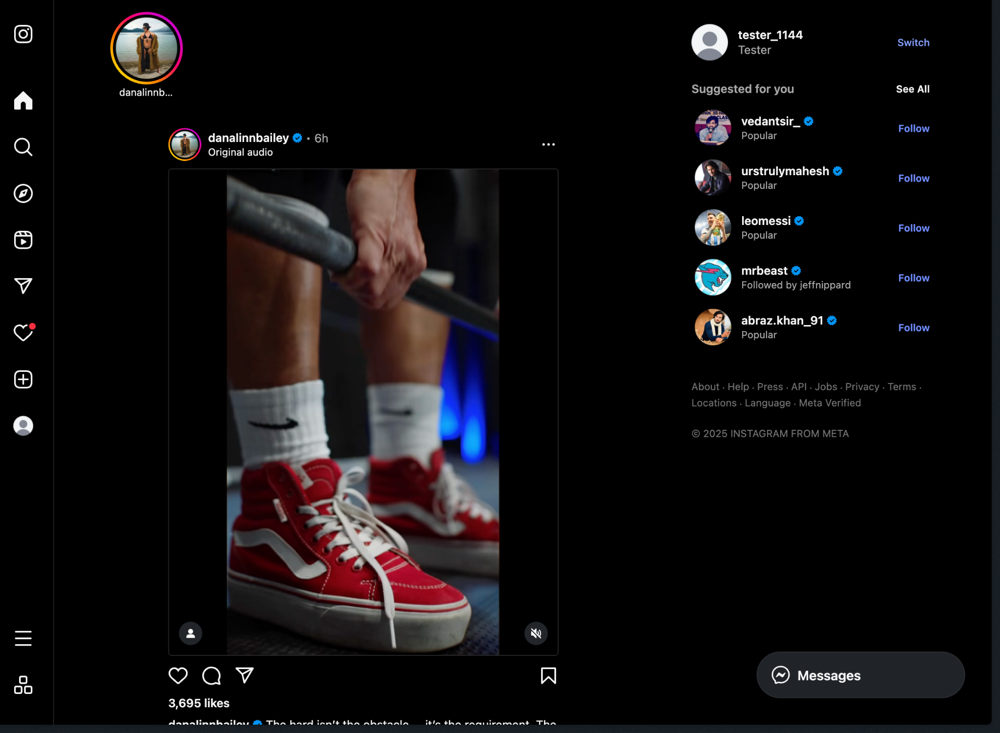 danalinnb...
danalinnbailey • 6h
Original audio
3,695 likes
danalinnbailey The hard isn't the obstacle — it's the requirement. The
tester_1144
Tester
Switch
Suggested for you
See All
vedantsir_
Popular
Follow
urstrulymahesh
Popular
Follow
leomessi
Popular
Follow
mrbeast
Followed by jeffnippard
Follow
abraz.khan_91
Popular
Follow
About · Help · Press · API · Jobs · Privacy · Terms ·
Locations · Language · Meta Verified
© 2025 INSTAGRAM FROM META
Messages